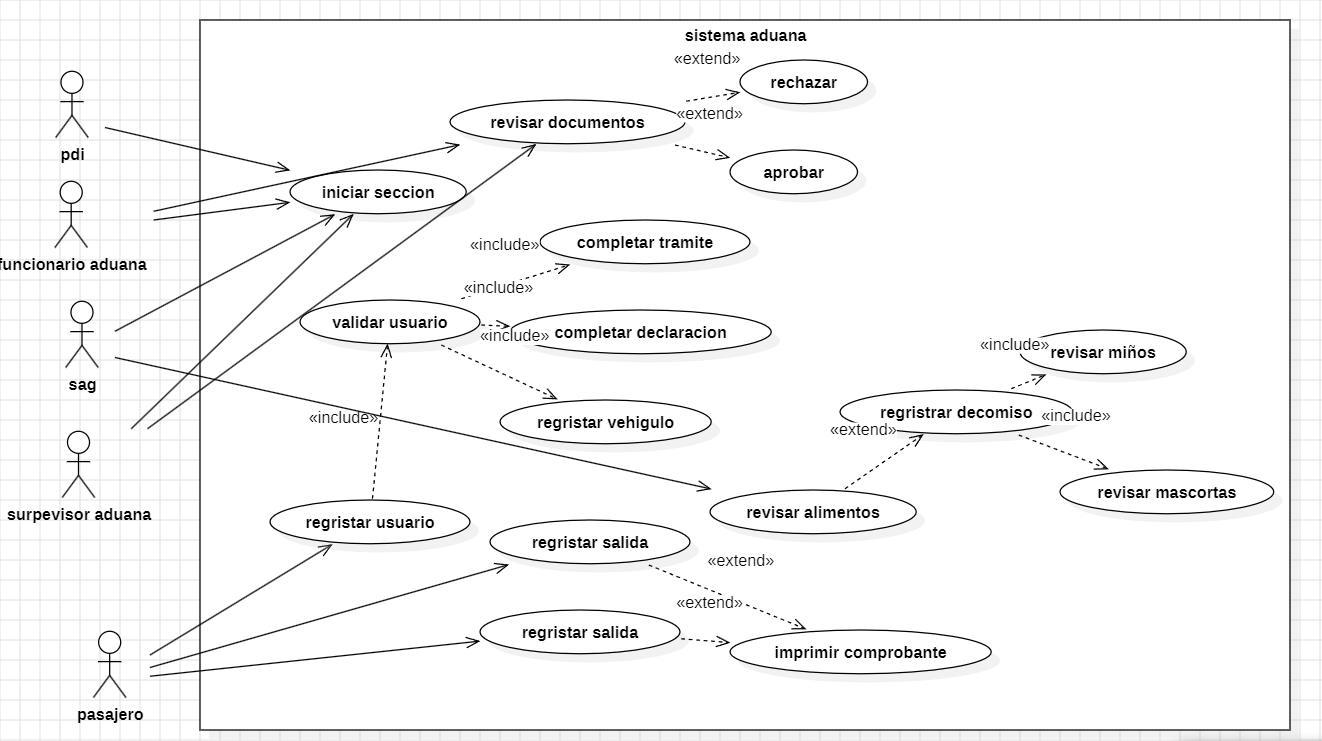 sistema aduana
«extend»
rechazar
«extend»
revisar documentos
aprobar
pdi
iniciar seccion
funcionario aduana
completar tramite
«include»
«include»
validar usuario
completar declaracion
«include»
revisar miños
«include»
sag
registrar decomiso
«include»
«extend»
regristar vehigulo
«include»
revisar mascortas
surpevisor aduana
revisar alimentos
regristar usuario
regristar salida
«extend»
«extend»
regristar salida
imprimir comprobante
pasajero